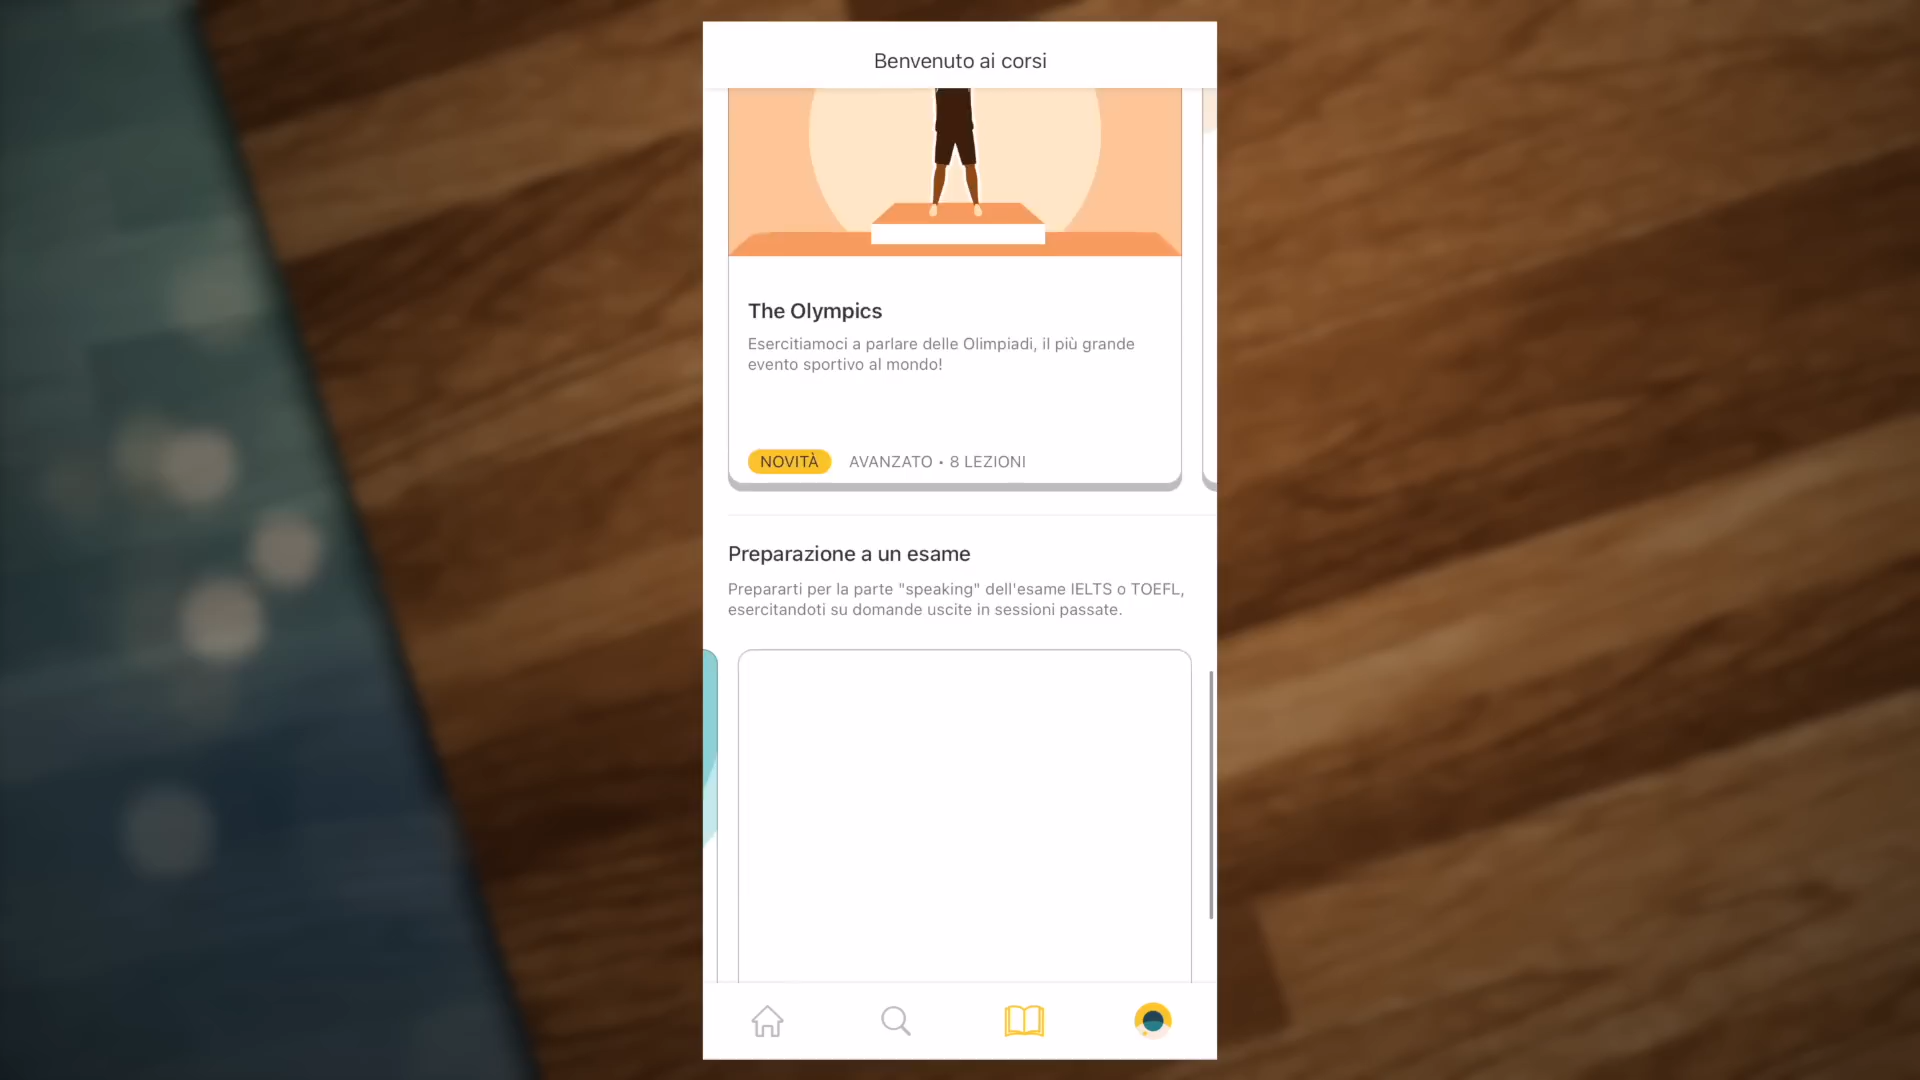 Benvenuto ai corsi
The Olympics
Esercitiamoci a parlare delle Olimpiadi, il più grande
evento sportivo al mondo!
NOVITÀ AVANZATO • 8 LEZIONI
Preparazione a un esame
Prepararti per la parte "speaking" dell'esame IELTS o TOEFL,
esercitandoti su domande uscite in sessioni passate.